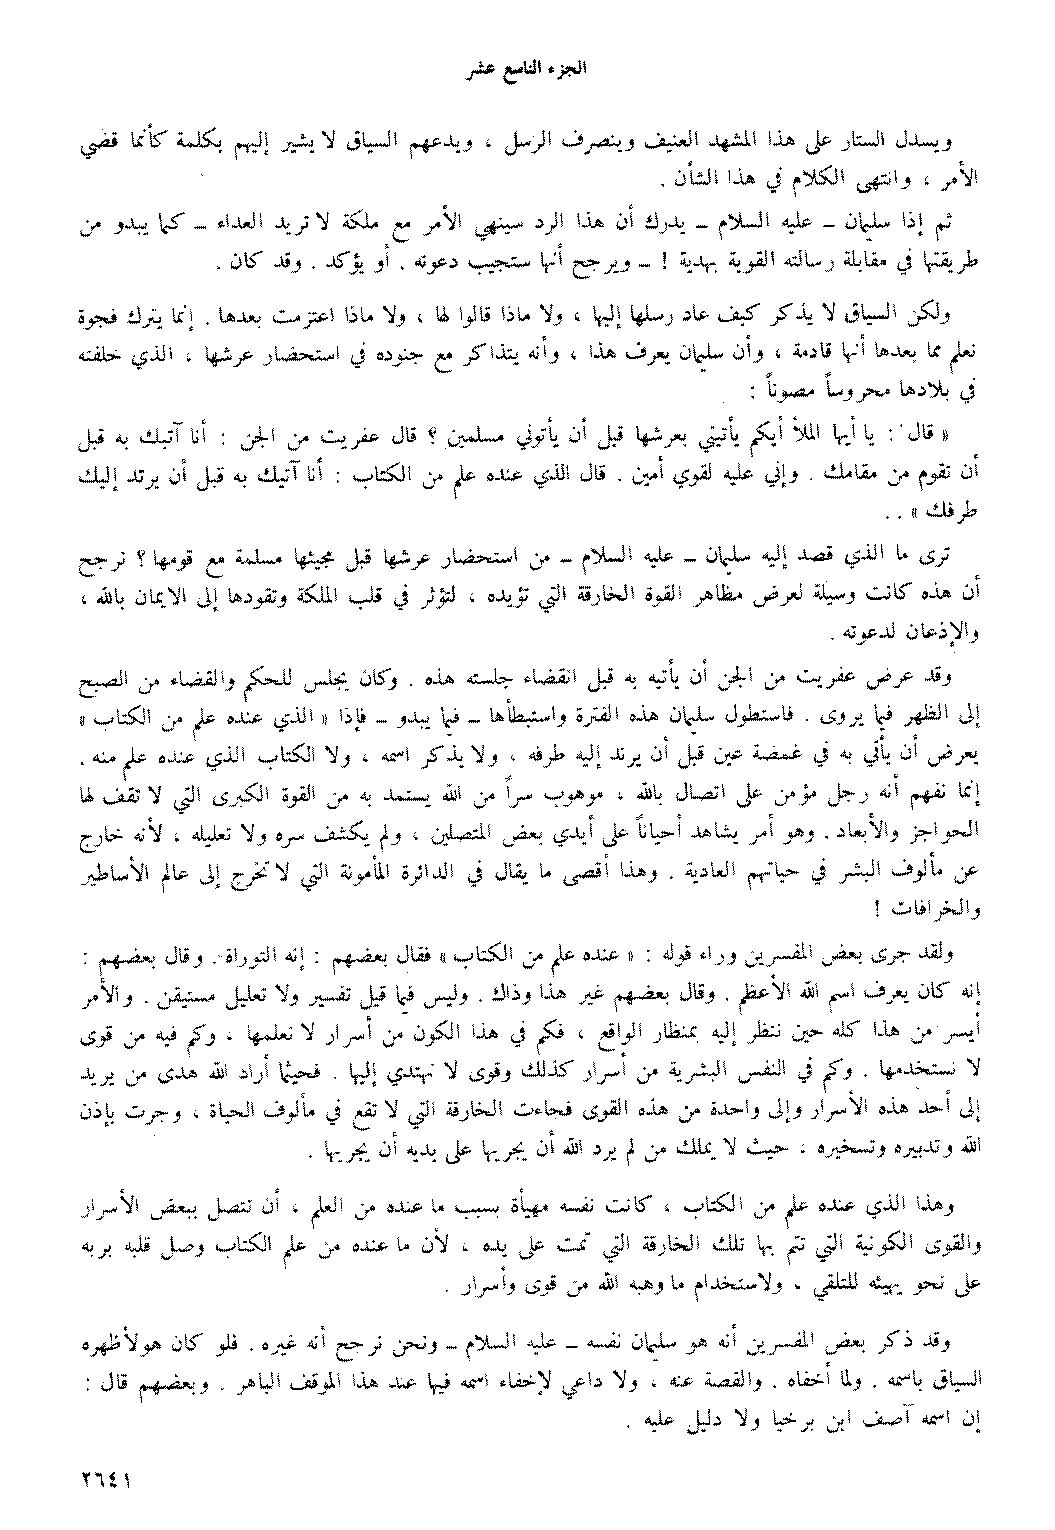 الجزء التاسع عشر
ويسدل الستار على هذا المشهد العنيف وينصرف الرسل ، ويدعهم السياق لا يشير إليهم بكلمة كأنما قضي
الأمر ، وانتهى الكلام في هذا الشأن .
ثم إذا سليمان – عليه السلام – يدرك أن هذا الرد سينهي الأمر مع ملكة لا تريد العداء – كما يبدو من
طريقتها في مقابلة رسالته القوية بهدية ! – ويرجح أنها ستجيب دعوته . أو يؤكد . وقد كان .
ولكن السياق لا يذكر كيف عاد رسلها إليها ، ولا ماذا قالوا لها ، ولا ماذا اعتزمت بعدها . إنما يترك فجوة
نعلم مما بعدها أنها قادمة ، وأن سليمان يعرف هذا ، وأنه يتذاكر مع جنوده في استحضار عرشها ، الذي خلفته
في بلادها محروساً مصوناً :
« قال : يا أيها الملأ أيكم يأتيني بعرشها قبل أن يأتوني مسلمين ؟ قال عفريت من الجن : أنا آتيك به قبل
أن تقوم من مقامك . وإني عليه لقوي أمين . قال الذي عنده علم من الكتاب : أنا آتيك به قبل أن يرتد إليك
طرفك » . .
ترى ما الذي قصد إليه سليمان – عليه السلام – من استحضار عرشها قبل مجيئها مسلمة مع قومها ؟ نرجح
أن هذه كانت وسيلة لعرض مظاهر القوة الخارقة التي تؤيده ، لتؤثر في قلب الملكة وتقودها إلى الايمان بالله ،
والإذعان لدعوته .
وقد عرض عفريت من الجن أن يأتيه به قبل انقضاء جلسته هذه . وكان يجلس للحكم والقضاء من الصبح
إلى الظهر فيما يروى . فاستطول سليمان هذه الفترة واستبطأها – فيما يبدو – فإذا « الذي عنده علم من الكتاب »
يعرض أن يأتي به في غمضة عين قبل أن يرتد إليه طرفه ، ولا يذكر اسمه ، ولا الكتاب الذي عنده علم منه .
إنما نفهم أنه رجل مؤمن على اتصال بالله ، موهوب سراً من الله يستمد به من القوة الكبرى التي لا تقف لها
الحواجز والأبعاد . وهو أمر يشاهد أحياناً على أيدي بعض المتصلين ، ولم يكشف سره ولا تعليله ، لأنه خارج
عن مألوف البشر في حياتهم العادية . وهذا أقصى ما يقال في الدائرة المأمونة التي لا تخرج إلى عالم الأساطير
والخرافات !
ولقد جرى بعض المفسرين وراء قوله : « عنده علم من الكتاب » فقال بعضهم : إنه التوراة . وقال بعضهم :
إنه كان يعرف اسم الله الأعظم . وقال بعضهم غير هذا وذاك . وليس فيما قيل تفسير ولا تعليل مستيقن . والأمر
أيسر من هذا كله حين ننظر إليه بمنظار الواقع ، فكم في هذا الكون من أسرار لا نعلمها ، وكم فيه من قوى
لا نستخدمها . وكم في النفس البشرية من أسرار كذلك وقوى لا نهتدي إليها . فحيثما أراد الله هدى من يريد
إلى أحد هذه الأسرار وإلى واحدة من هذه القوى فجاءت الخارقة التي لا تقع في مألوف الحياة ، وجرت بإذن
الله وتدبيره وتسخيره ، حيث لا يملك من لم يرد الله أن يجريها على يديه أن يجريها .
وهذا الذي عنده علم من الكتاب ، كانت نفسه مهيأة بسبب ما عنده من العلم ، أن تتصل ببعض الأسرار
والقوى الكونية التي تتم بها تلك الخارقة التي تمت على يده ، لأن ما عنده من علم الكتاب وصل قلبه بربه
على نحو يهيئه للتلقي ، ولاستخدام ما وهبه الله من قوى وأسرار .
وقد ذكر بعض المفسرين أنه هو سليمان نفسه – عليه السلام – ونحن نرجح أنه غيره . فلو كان هو لأظهره
السياق باسمه . ولما أخفاه . والقصة عنه ، ولا داعي لإخفاء اسمه فيها عند هذا الموقف الباهر . وبعضهم قال :
إن اسمه آصف ابن برخيا ولا دليل عليه .
٢٦٤١